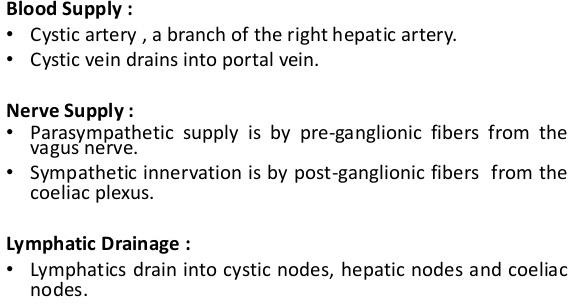 Blood Supply :
• Cystic artery , a branch of the right hepatic artery.
• Cystic vein drains into portal vein.
Nerve Supply :
• Parasympathetic supply is by pre-ganglionic fibers from the
vagus nerve.
• Sympathetic innervation is by post-ganglionic fibers from the
coeliac plexus.
Lymphatic Drainage :
• Lymphatics drain into cystic nodes, hepatic nodes and coeliac
nodes.